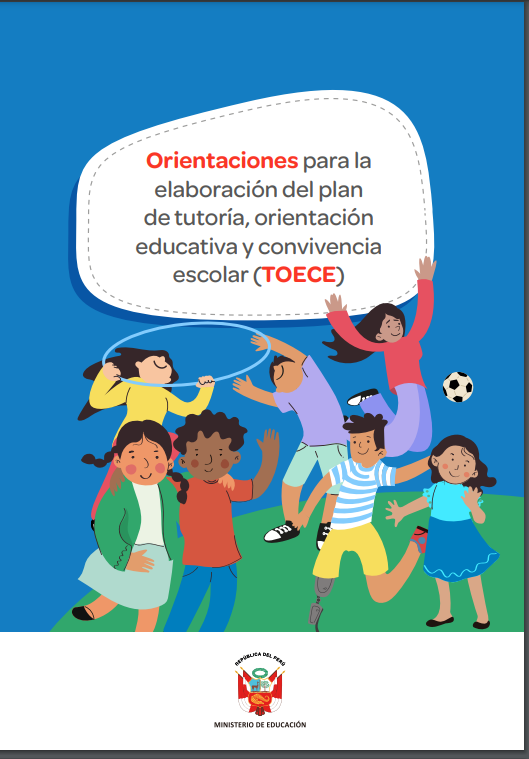 Orientaciones para la
elaboración del plan
de tutoría, orientación
educativa y convivencia
escolar (TOECE)
REPÚBLICA DEL PERÚ
MINISTERIO DE EDUCACIÓN